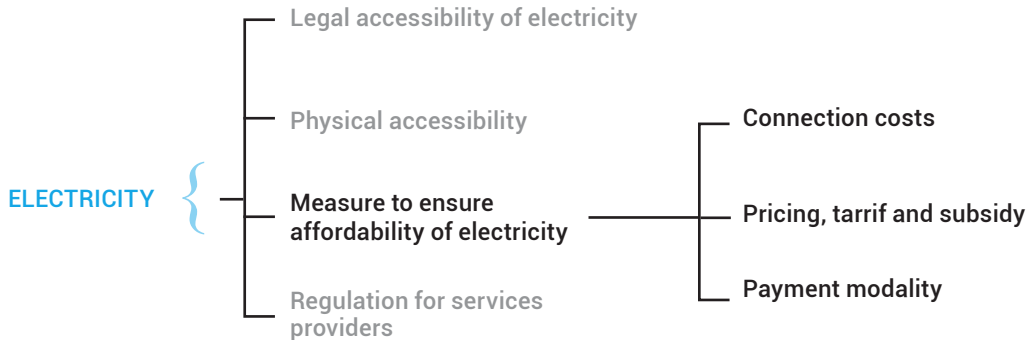 Legal accessibility of electricity
Physical accessibility
ELECTRICITY
Measure to ensure
affordability of electricity
Regulation for services
providers
Connection costs
Pricing, tarrif and subsidy
Payment modality